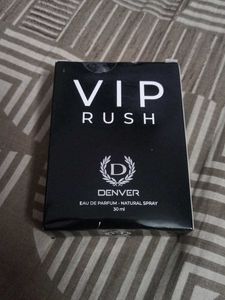 VIP
RUSH
D
DENVER
EAU DE PARFUM - NATURAL SPRAY
30 ml